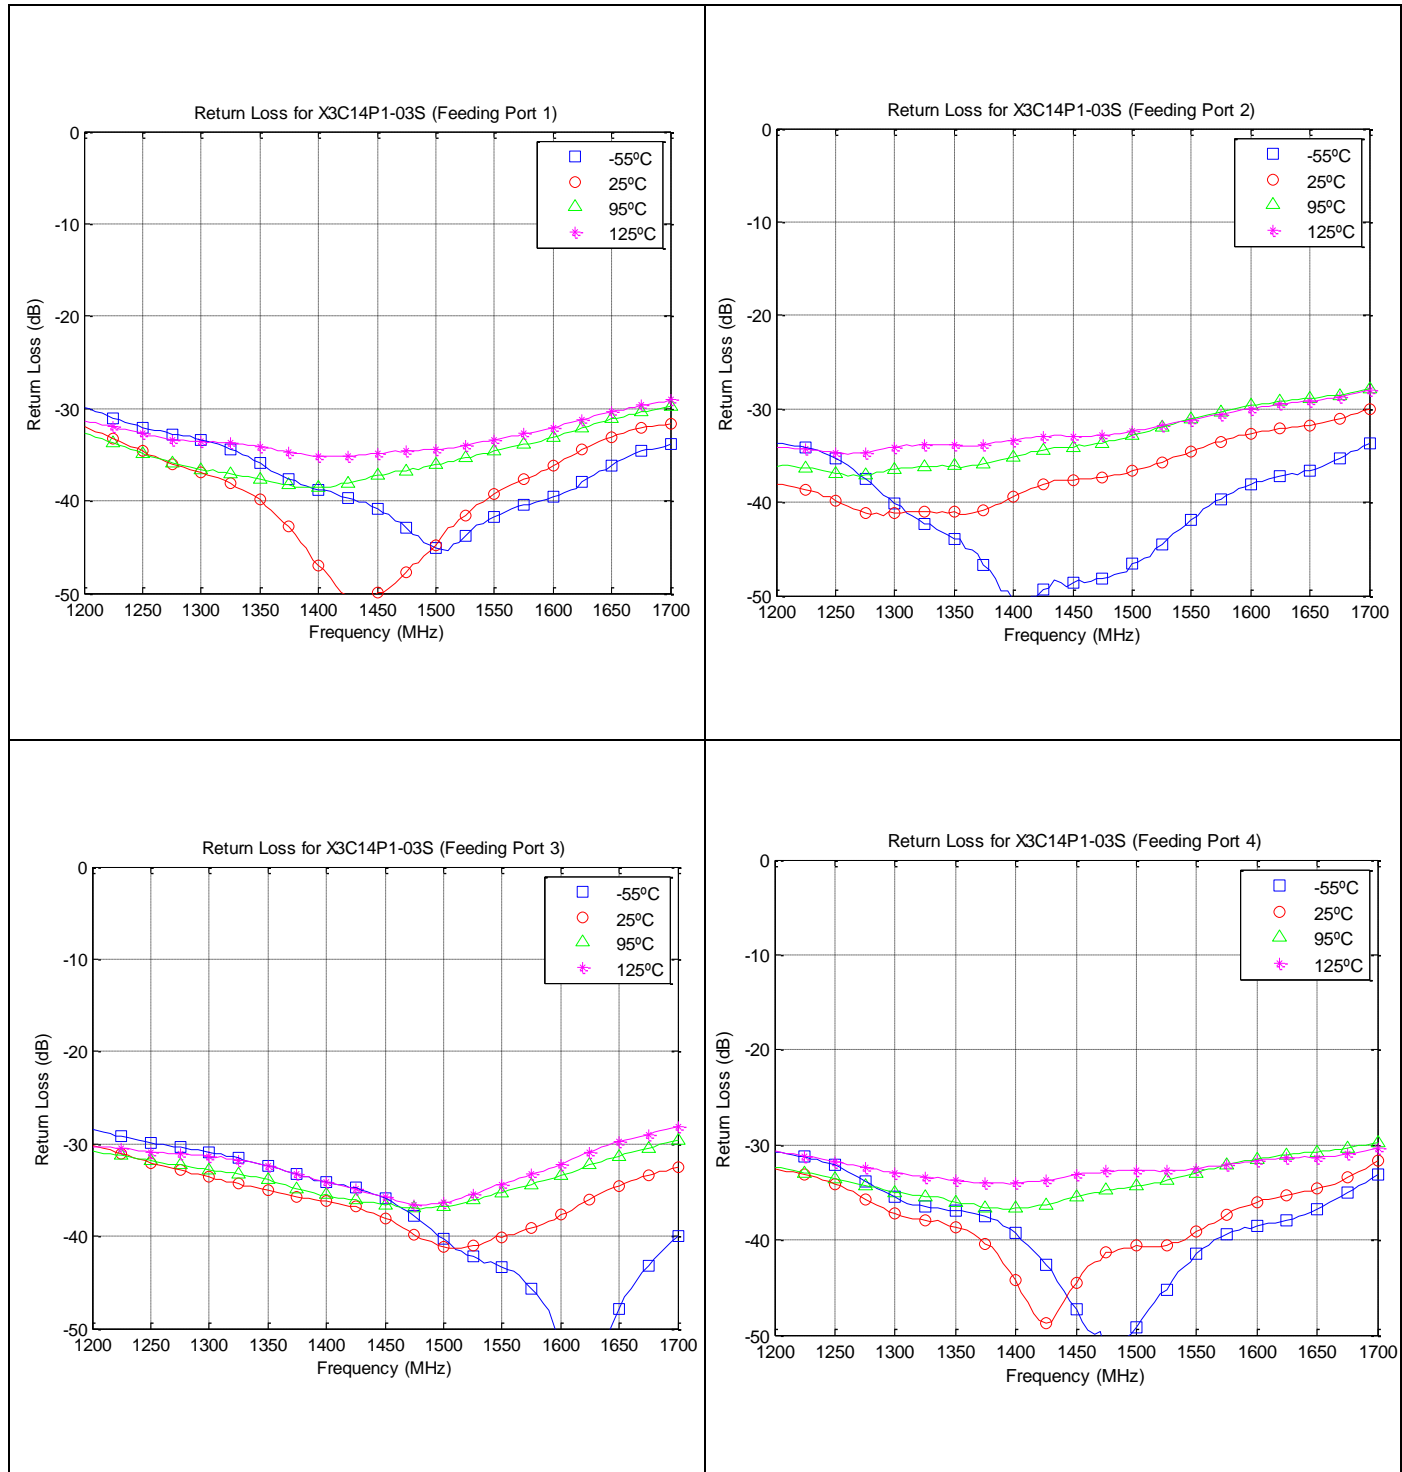 Return Loss for X3C14P1-03S (Feeding Port 1)
0
-10
-20
-30
-40
-50
Return Loss (dB)
-55ºC
25ºC
95ºC
125ºC
1200 1250 1300 1350 1400 1450 1500 1550 1600 1650 1700
Frequency (MHz)
Return Loss for X3C14P1-03S (Feeding Port 2)
0
-10
-20
-30
-40
-50
Return Loss (dB)
-55ºC
25ºC
95ºC
125ºC
1200 1250 1300 1350 1400 1450 1500 1550 1600 1650 1700
Frequency (MHz)
Return Loss for X3C14P1-03S (Feeding Port 3)
0
-10
-20
-30
-40
-50
Return Loss (dB)
-55ºC
25ºC
95ºC
125ºC
1200 1250 1300 1350 1400 1450 1500 1550 1600 1650 1700
Frequency (MHz)
Return Loss for X3C14P1-03S (Feeding Port 4)
0
-10
-20
-30
-40
-50
Return Loss (dB)
-55ºC
25ºC
95ºC
125ºC
1200 1250 1300 1350 1400 1450 1500 1550 1600 1650 1700
Frequency (MHz)